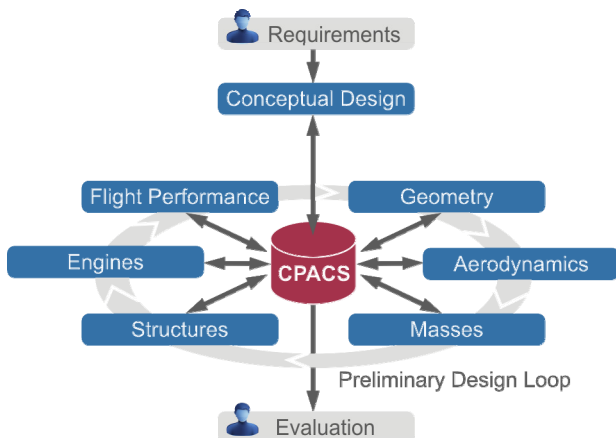 Requirements
Conceptual Design
Flight Performance
Geometry
Engines
CPACS
Aerodynamics
Structures
Masses
Preliminary Design Loop
Evaluation